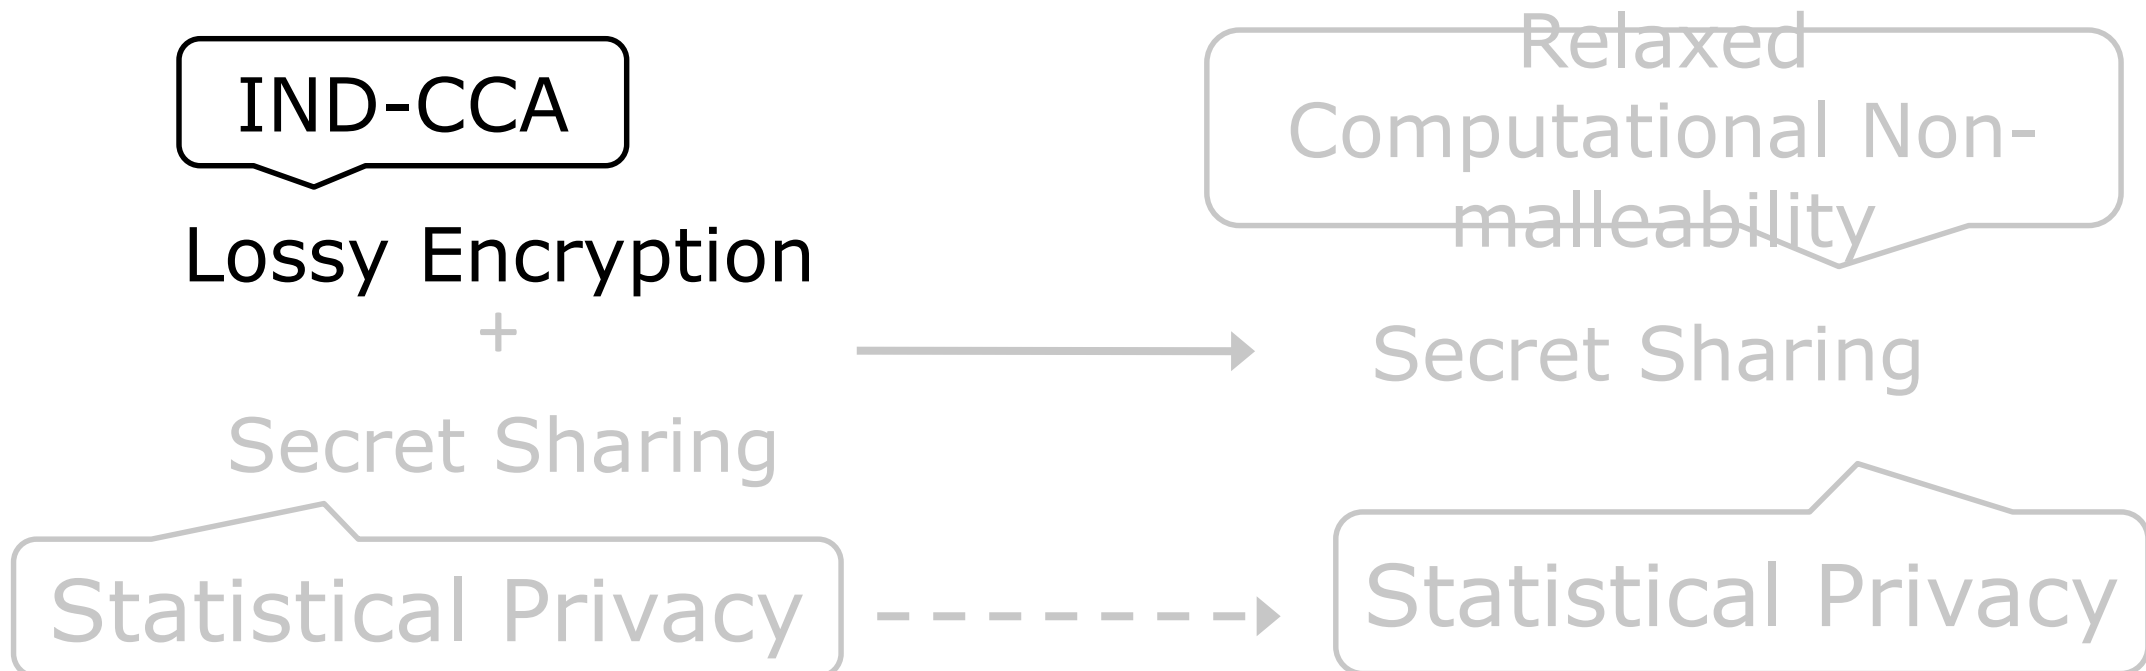 IND-CCA
Lossy Encryption
+
Secret Sharing
Statistical Privacy
Relaxed
Computational Non-
malleability
Secret Sharing
Statistical Privacy